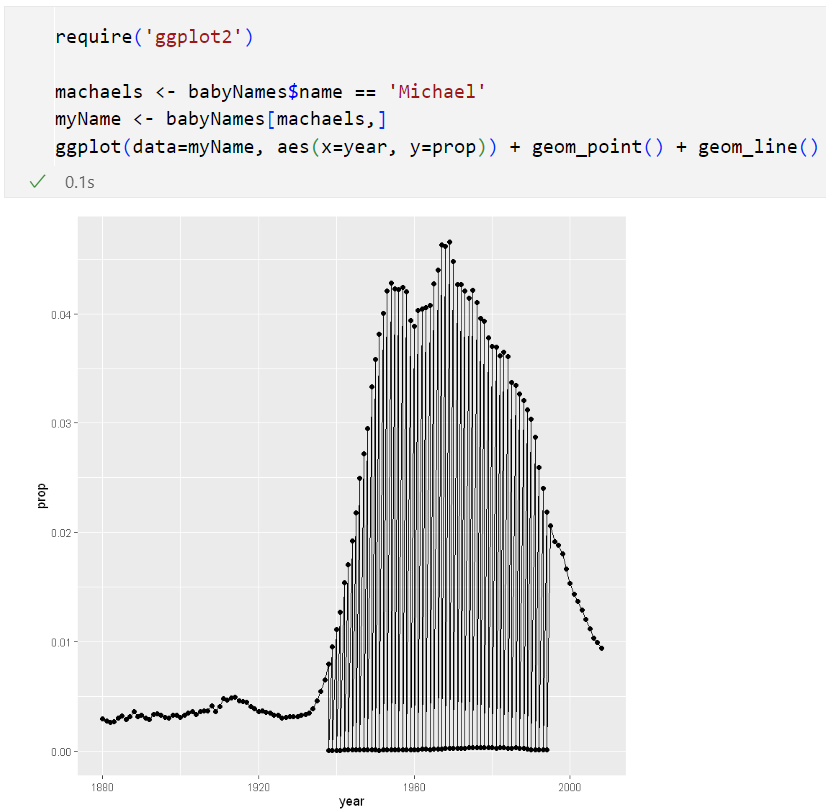 require('ggplot2')
machaels <- babyNames$name == 'Michael'
myName <- babyNames[machaels,]
ggplot(data=myName, aes(x=year, y=prop)) + geom_point() + geom_line()
0.1s
0.04
0.03
prop
0.02
0.01
0.00
1880 1920 1960 2000
year